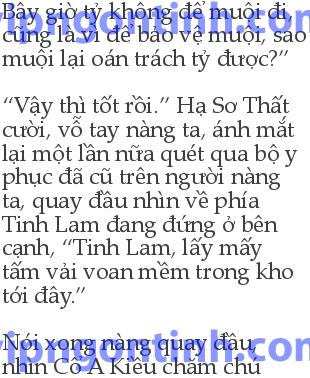 Bây giờ tỷ không để muội đi,
cũng là vì để bảo vệ muội, sao
muội lại oán trách tỷ được?”
“Vậy thì tốt rồi.” Hạ Sơ Thất
cười, vỗ tay nàng ta, ánh mắt
lại một lần nữa quét qua bộ y
phục đã cũ trên người nàng
ta, quay đầu nhìn về phía
Tinh Lam đang đứng ở bên
cạnh, “Tinh Lam, lấy mấy
tấm vải voan mềm trong kho
tới đây.”
Nói xong nàng quay đầu,
nhìn Cố A Kiều chăm chú
vipngontinh.com
vipngontinh.com